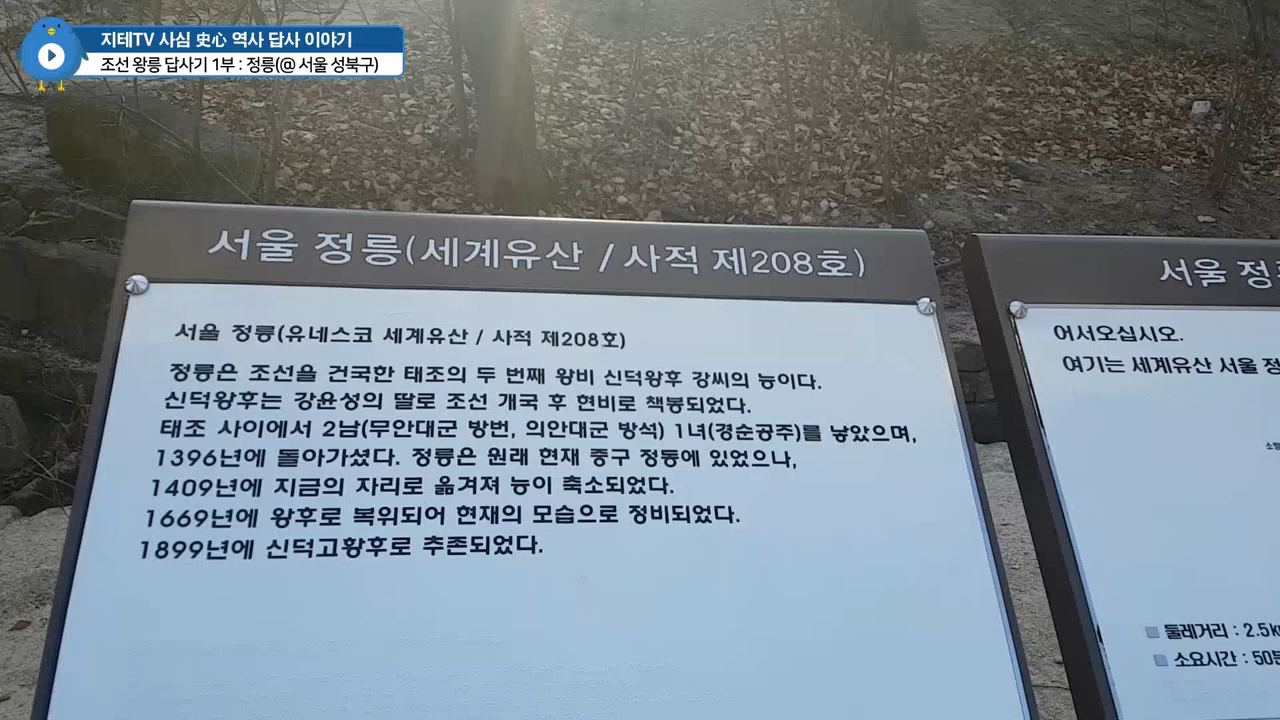 지테TV 사심 史心 역사 답사 이야기
조선 왕릉 답사기 1부 : 정릉(@ 서울 성북구)
서울 정릉(세계유산 / 사적 제208호)
서울 정릉(유네스코 세계유산 / 사적 제208호)
정릉은 조선을 건국한 태조의 두 번째 왕비 신덕왕후 강씨의 능이다.
신덕왕후는 강윤성의 딸로 조선 개국 후 현비로 책봉되었다.
태조 사이에서 2남(무안대군 방번, 의안대군 방석) 1녀(경순공주)를 낳았으며,
1396년에 돌아가셨다. 정릉은 원래 현재 중구 정동에 있었으나,
1409년에 지금의 자리로 옮겨져 능이 축소되었다.
1669년에 왕후로 복위되어 현재의 모습으로 정비되었다.
1899년에 신덕고황후로 추존되었다.
서울 정
어서오십시오.
여기는 세계유산 서울 정
둘레거리 : 2.5k
소요시간 : 50분